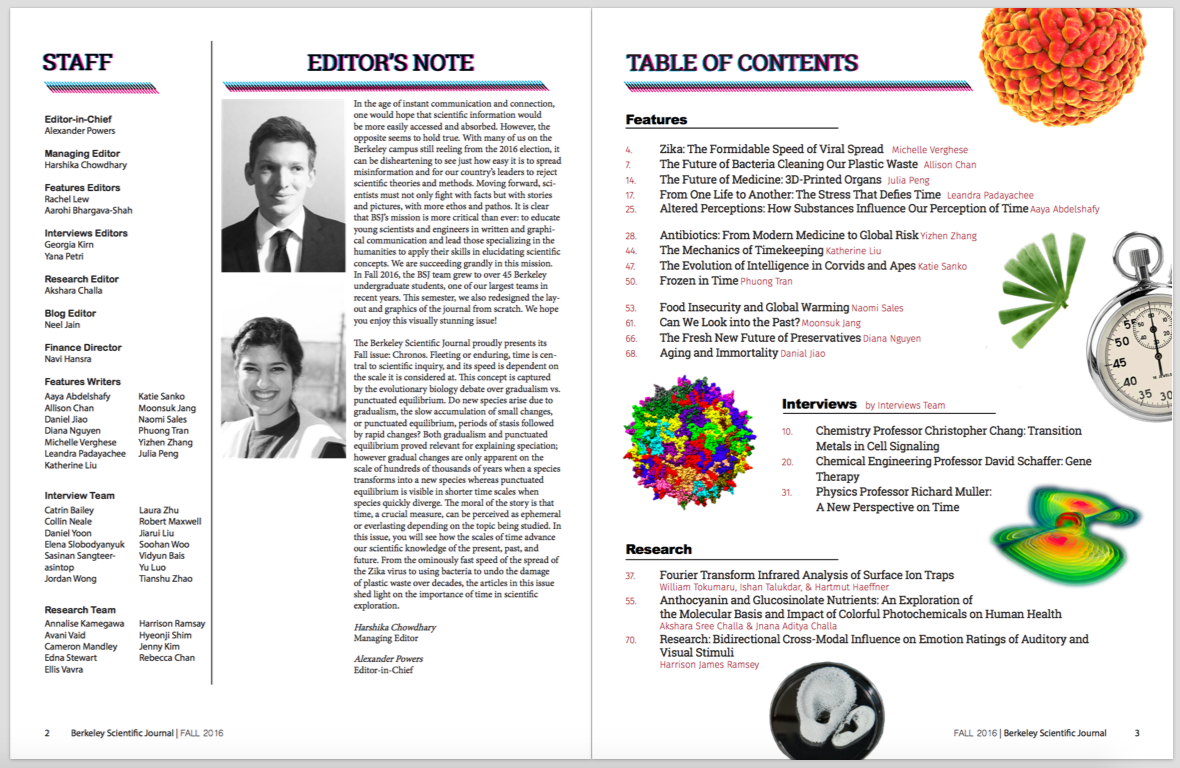 STAFF
Editor-in-Chief
Alexander Powers
Managing Editor
Harshika Chowdhary
Features Editors
Rachel Lew
Aarohi Bhargava-Shah
Interviews Editors
Georgia Kirn
Yana Petri
Research Editor
Akshara Challa
Blog Editor
Neel Jain
Finance Director
Navi Hansra
Features Writers
Aaya Abdelshafy
Allison Chan
Daniel Jiao
Diana Nguyen
Michelle Verghese
Leandra Padayachee
Katherine Liu
Katie Sanko
Moonsuk Jang
Naomi Sales
Phuong Tran
Yizhen Zhang
Julia Peng
Interview Team
Catrin Bailey
Collin Neale
Daniel Yoon
Elena Slobodyanyuk
Sasinan Sangteer-
asintop
Jordan Wong
Laura Zhu
Robert Maxwell
Jiarui Liu
Soohan Woo
Vidyun Bais
Yu Luo
Tianshu Zhao
Research Team
Annalise Kamegawa
Avani Vaid
Cameron Mandley
Edna Stewart
Ellis Vavra
Harrison Ramsay
Hyeonji Shim
Jenny Kim
Rebecca Chan
EDITOR'S NOTE
In the age of instant communication and connection,
one would hope that scientific information would
be more easily accessed and absorbed. However, the
opposite seems to hold true. With many of us on the
Berkeley campus still reeling from the 2016 election, it
can be disheartening to see just how easy it is to spread
misinformation and for our country's leaders to reject
scientific theories and methods. Moving forward, sci-
entists must not only fight with facts but with stories
and pictures, with more ethos and pathos. It is clear
that BSJ's mission is more critical than ever: to educate
young scientists and engineers in written and graphi-
cal communication and lead those specializing in the
humanities to apply their skills in elucidating scientific
concepts. We are succeeding grandly in this mission.
In Fall 2016, the BSJ team grew to over 45 Berkeley
undergraduate students, one of our largest teams in
recent years. This semester, we also redesigned the lay-
out and graphics of the journal from scratch. We hope
you enjoy this visually stunning issue!
The Berkeley Scientific Journal proudly presents its
Fall issue: Chronos. Fleeting or enduring, time is cen-
tral to scientific inquiry, and its speed is dependent on
the scale it is considered at. This concept is captured
by the evolutionary biology debate over gradualism vs.
punctuated equilibrium. Do new species arise due to
gradualism, the slow accumulation of small changes,
or punctuated equilibrium, periods of stasis followed
by rapid changes? Both gradualism and punctuated
equilibrium proved relevant for explaining speciation;
however gradual changes are only apparent on the
scale of hundreds of thousands of years when a species
transforms into a new species whereas punctuated
equilibrium is visible in shorter time scales when
species quickly diverge. The moral of the story is that
time, a crucial measure, can be perceived as ephemeral
or everlasting depending on the topic being studied. In
this issue, you will see how the scales of time advance
our scientific knowledge of the present, past, and
future. From the ominously fast speed of the spread of
the Zika virus to using bacteria to undo the damage
of plastic waste over decades, the articles in this issue
shed light on the importance of time in scientific
exploration.
Harshika Chowdhary
Managing Editor
Alexander Powers
Editor-in-Chief
2 Berkeley Scientific Journal | FALL 2016
TABLE OF CONTENTS
Features
4. Zika: The Formidable Speed of Viral Spread Michelle Verghese
7. The Future of Bacteria Cleaning Our Plastic Waste Allison Chan
14. The Future of Medicine: 3D-Printed Organs Julia Peng
17. From One Life to Another: The Stress That Defies Time Leandra Padayachee
25. Altered Perceptions: How Substances Influence Our Perception of Time Aaya Abdelshafy
28. Antibiotics: From Modern Medicine to Global Risk Yizhen Zhang
44. The Mechanics of Timekeeping Katherine Liu
47. The Evolution of Intelligence in Corvids and Apes Katie Sanko
50. Frozen in Time Phuong Tran
53. Food Insecurity and Global Warming Naomi Sales
61. Can We Look into the Past? Moonsuk Jang
66. The Fresh New Future of Preservatives Diana Nguyen
68. Aging and Immortality Danial Jiao
55
50
45
40
35
30
60
50
10
Interviews by Interviews Team
10. Chemistry Professor Christopher Chang: Transition
Metals in Cell Signaling
20. Chemical Engineering Professor David Schaffer: Gene
Therapy
31. Physics Professor Richard Muller:
A New Perspective on Time
Research
37. Fourier Transform Infrared Analysis of Surface Ion Traps
William Tokumaru, Ishan Talukdar, & Hartmut Haeffner
55. Anthocyanin and Glucosinolate Nutrients: An Exploration of
the Molecular Basis and Impact of Colorful Photochemicals on Human Health
Akshara Sree Challa & Jnana Aditya Challa
70. Research: Bidirectional Cross-Modal Influence on Emotion Ratings of Auditory and
Visual Stimuli
Harrison James Ramsey
FALL 2016 | Berkeley Scientific Journal 3